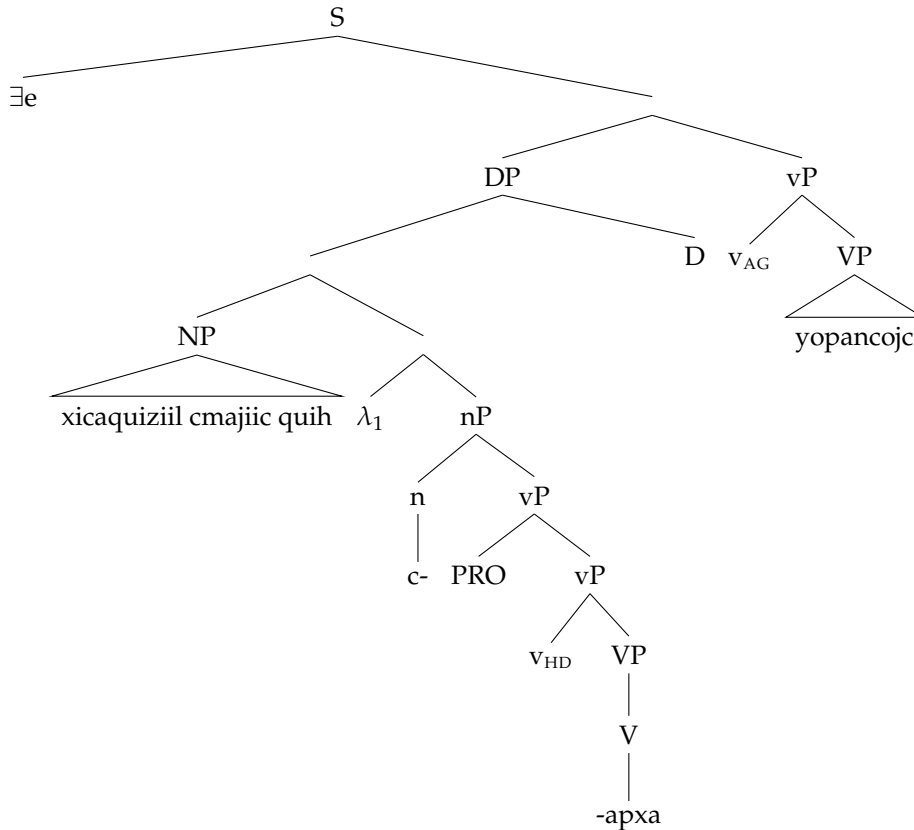 S
∃e
DP vP
D v_AG VP
NP yopancojc
xicaquiziil cmajiic quih λ₁ nP
n vP
c- PRO vP
v_HD VP
V
-apxa